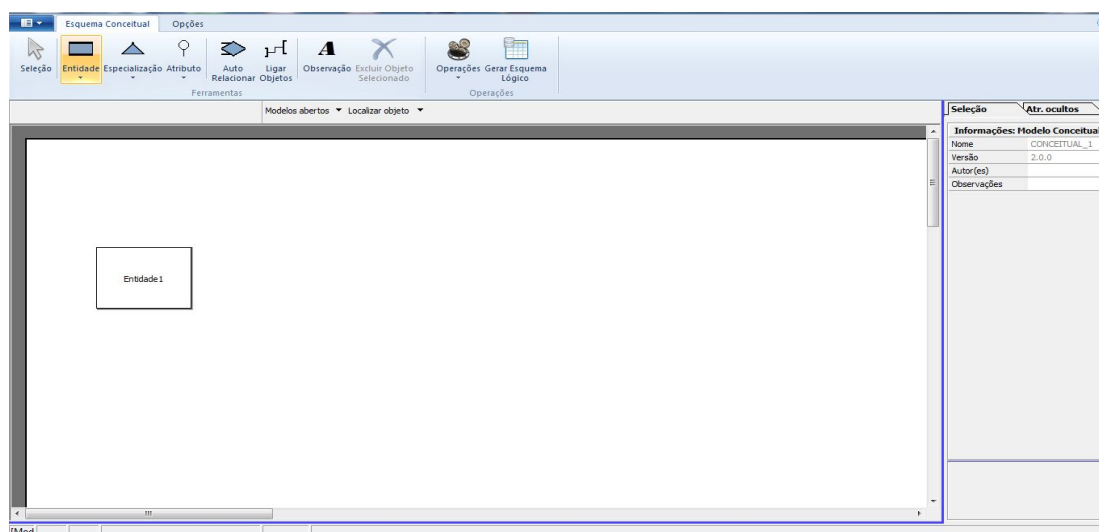 Esquema Conceitual Opções
Seleção Entidade Especialização Atributo Auto Relacionar Ligar Objetos Observação Excluir Objeto Selecionado Operações Gerar Esquema Lógico
Ferramentas Operações
Modelos abertos Localizar objeto
Seleção Atr. ocultos
Informações: Modelo Conceitual
Nome CONCEITUAL_1
Versão 2.0.0
Autor(es)
Observações
Entidade1
[Mod